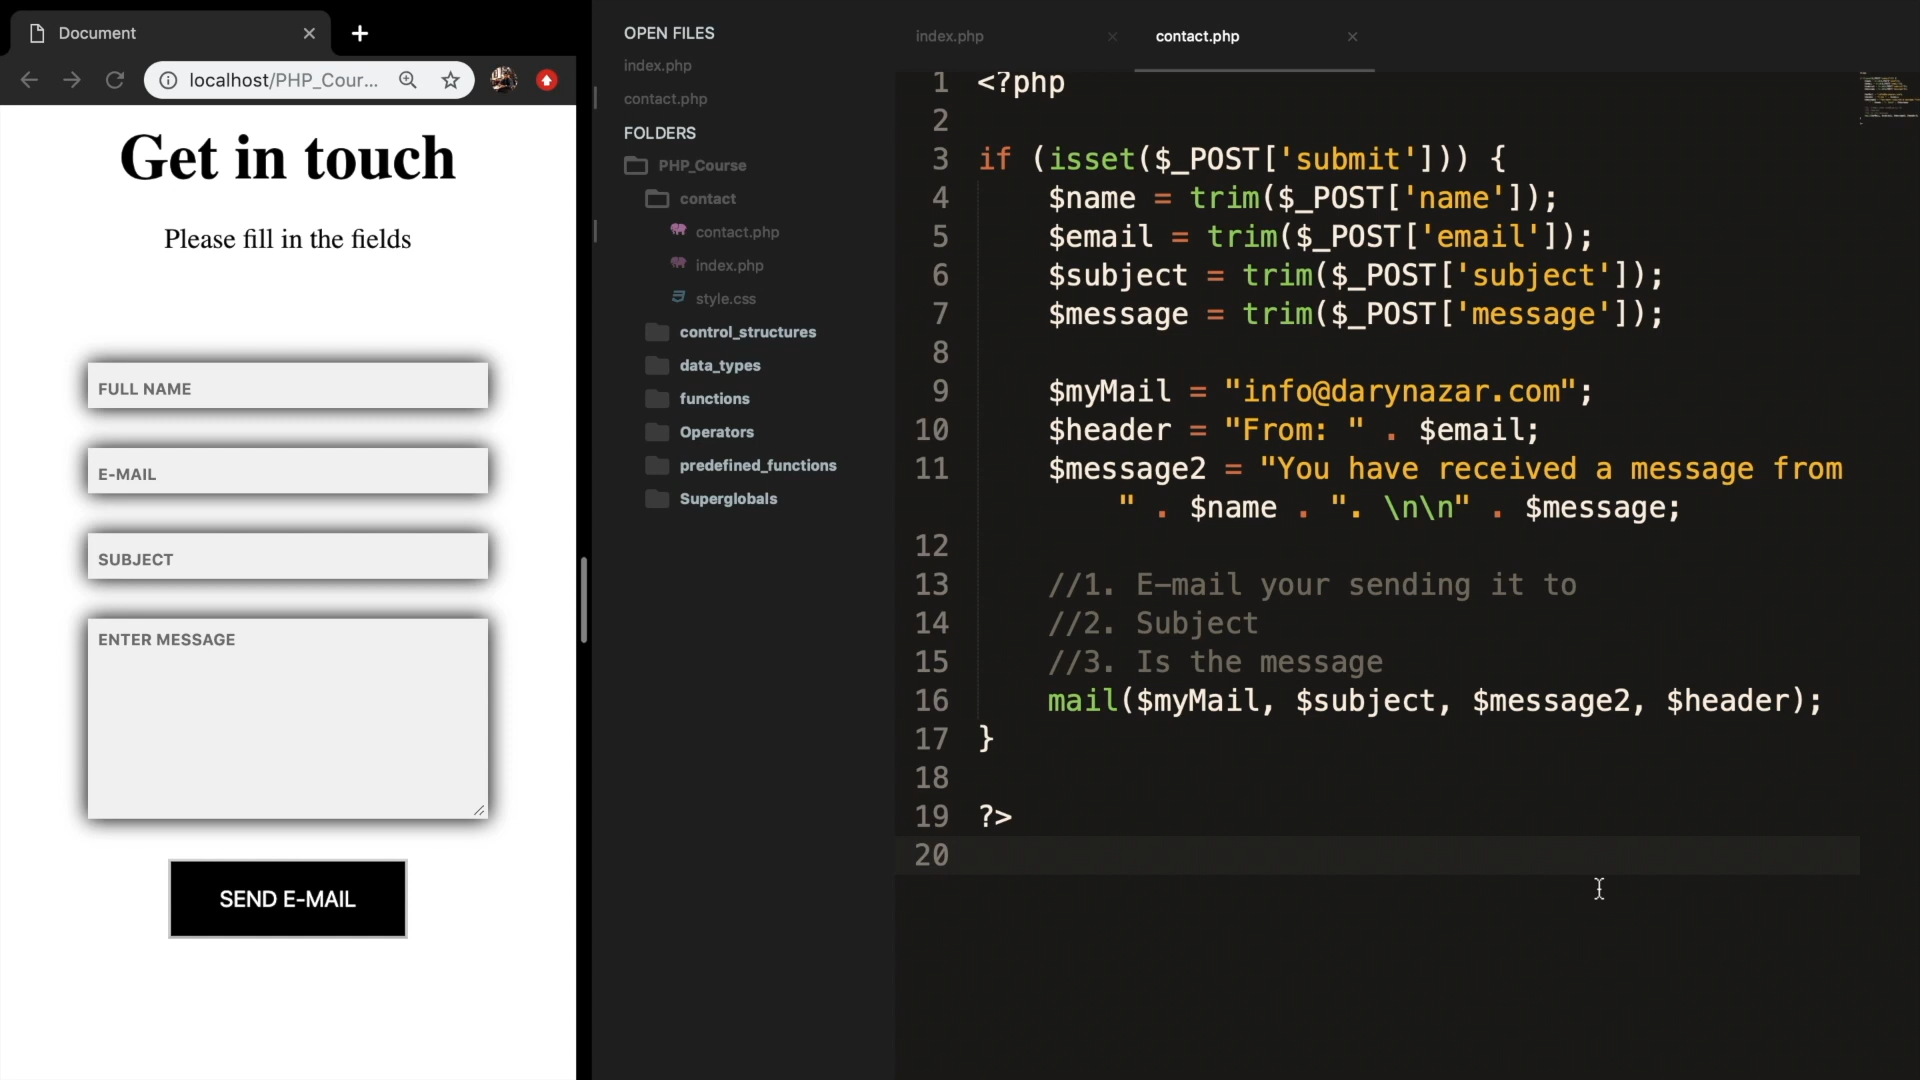 Document
localhost/PHP_Cour...
Get in touch
Please fill in the fields
FULL NAME
E-MAIL
SUBJECT
ENTER MESSAGE
SEND E-MAIL
OPEN FILES
index.php
contact.php
FOLDERS
PHP_Course
contact
contact.php
index.php
style.css
control_structures
data_types
functions
Operators
predefined_functions
Superglobals
index.php
contact.php
1 <?php
2
3 if (isset($_POST['submit'])) {
4 $name = trim($_POST['name']);
5 $email = trim($_POST['email']);
6 $subject = trim($_POST['subject']);
7 $message = trim($_POST['message']);
8
9 $myMail = "info@darynazar.com";
10 $header = "From: " . $email;
11 $message2 = "You have received a message from
" . $name . ". \n\n" . $message;
12
13 //1. E-mail your sending it to
14 //2. Subject
15 //3. Is the message
16 mail($myMail, $subject, $message2, $header);
17 }
18
19 ?>
20